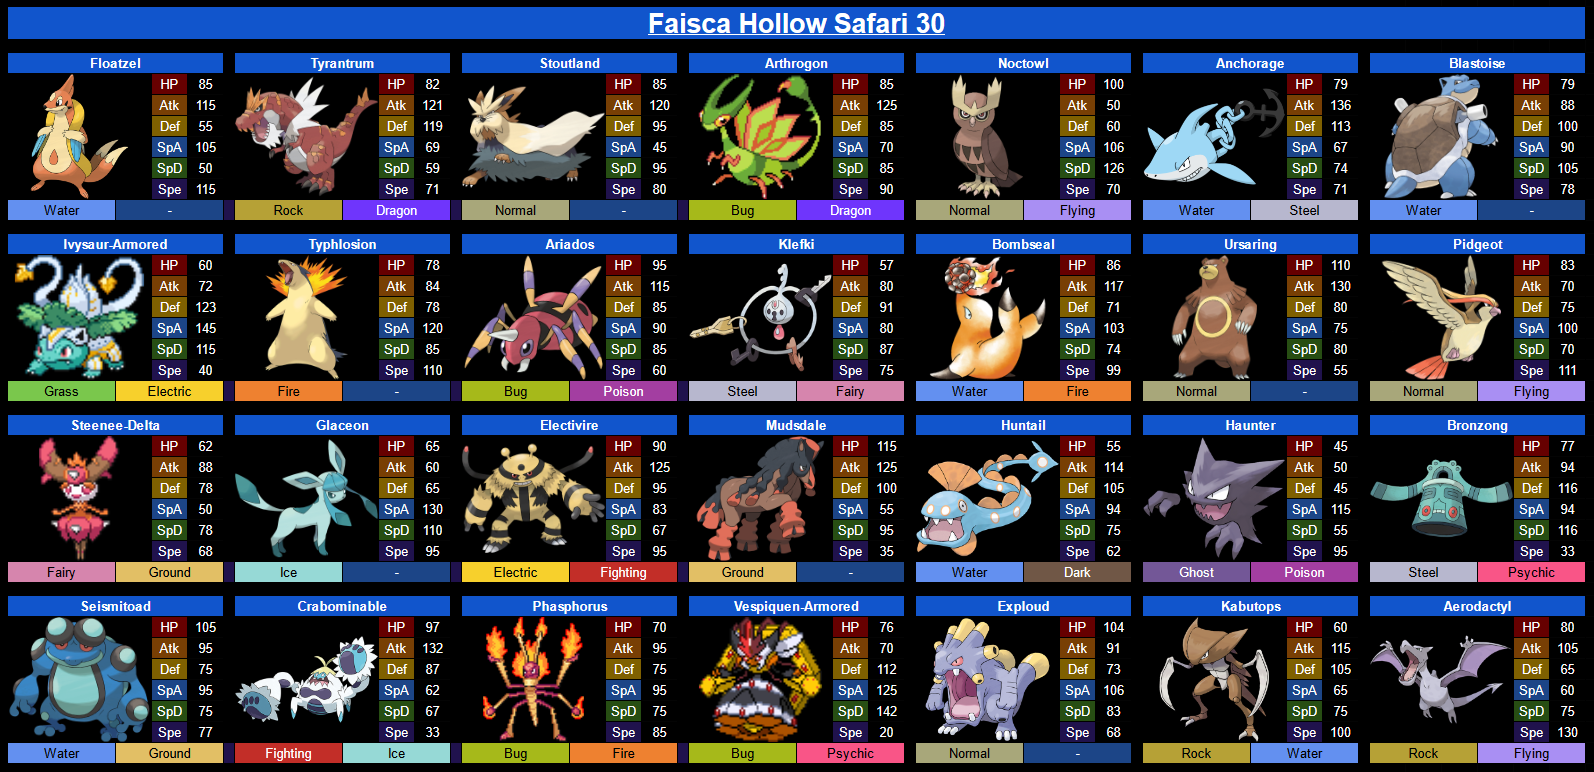 Faisca Hollow Safari 30
Floatzel Tyrantrum Stoutland Arthrogon Noctowl Anchorage Blastoise
HP 85 HP 82 HP 85 HP 85 HP 100 HP 79 HP 79
Atk 115 Atk 121 Atk 120 Atk 125 Atk 50 Atk 136 Atk 88
Def 55 Def 119 Def 95 Def 85 Def 60 Def 113 Def 100
SpA 105 SpA 69 SpA 45 SpA 70 SpA 106 SpA 67 SpA 90
SpD 50 SpD 59 SpD 85 SpD 95 SpD 126 SpD 74 SpD 105
Spe 115 Spe 71 Spe 80 Spe 90 Spe 70 Spe 71 Spe 78
Water - Rock Dragon Normal - Bug Dragon Normal Flying Water Steel Water -
Ivysaur-Armored Typhlosion Ariados Klefki Bombseal Ursaring Pidgeot
HP 60 HP 78 HP 95 HP 57 HP 86 HP 110 HP 83
Atk 72 Atk 84 Atk 115 Atk 80 Atk 117 Atk 130 Atk 70
Def 123 Def 78 Def 85 Def 91 Def 71 Def 80 Def 75
SpA 145 SpA 120 SpA 90 SpA 80 SpA 103 SpA 75 SpA 100
SpD 115 SpD 85 SpD 85 SpD 87 SpD 74 SpD 80 SpD 70
Spe 40 Spe 110 Spe 60 Spe 75 Spe 99 Spe 55 Spe 111
Grass Electric Fire - Bug Poison Steel Fairy Water Fire Normal - Normal Flying
Steenee-Delta Glaceon Electivire Mudsdale Huntail Haunter Bronzong
HP 62 HP 65 HP 90 HP 115 HP 55 HP 45 HP 77
Atk 88 Atk 60 Atk 125 Atk 125 Atk 114 Atk 50 Atk 94
Def 78 Def 65 Def 95 Def 100 Def 105 Def 45 Def 116
SpA 50 SpA 130 SpA 83 SpA 55 SpA 94 SpA 115 SpA 94
SpD 78 SpD 110 SpD 67 SpD 95 SpD 75 SpD 55 SpD 116
Spe 68 Spe 95 Spe 95 Spe 35 Spe 62 Spe 95 Spe 33
Fairy Ground Ice - Electric Fighting Ground - Water Dark Ghost Poison Steel Psychic
Seismitoad Crabominable Phasphorus Vespiquen-Armored Exploud Kabutops Aerodactyl
HP 105 HP 97 HP 70 HP 76 HP 104 HP 60 HP 80
Atk 95 Atk 132 Atk 95 Atk 70 Atk 91 Atk 115 Atk 105
Def 75 Def 87 Def 75 Def 112 Def 73 Def 105 Def 65
SpA 95 SpA 62 SpA 95 SpA 125 SpA 106 SpA 65 SpA 60
SpD 75 SpD 67 SpD 75 SpD 142 SpD 83 SpD 75 SpD 75
Spe 77 Spe 33 Spe 85 Spe 20 Spe 68 Spe 100 Spe 130
Water Ground Fighting Ice Bug Fire Bug Psychic Normal - Rock Water Rock Flying